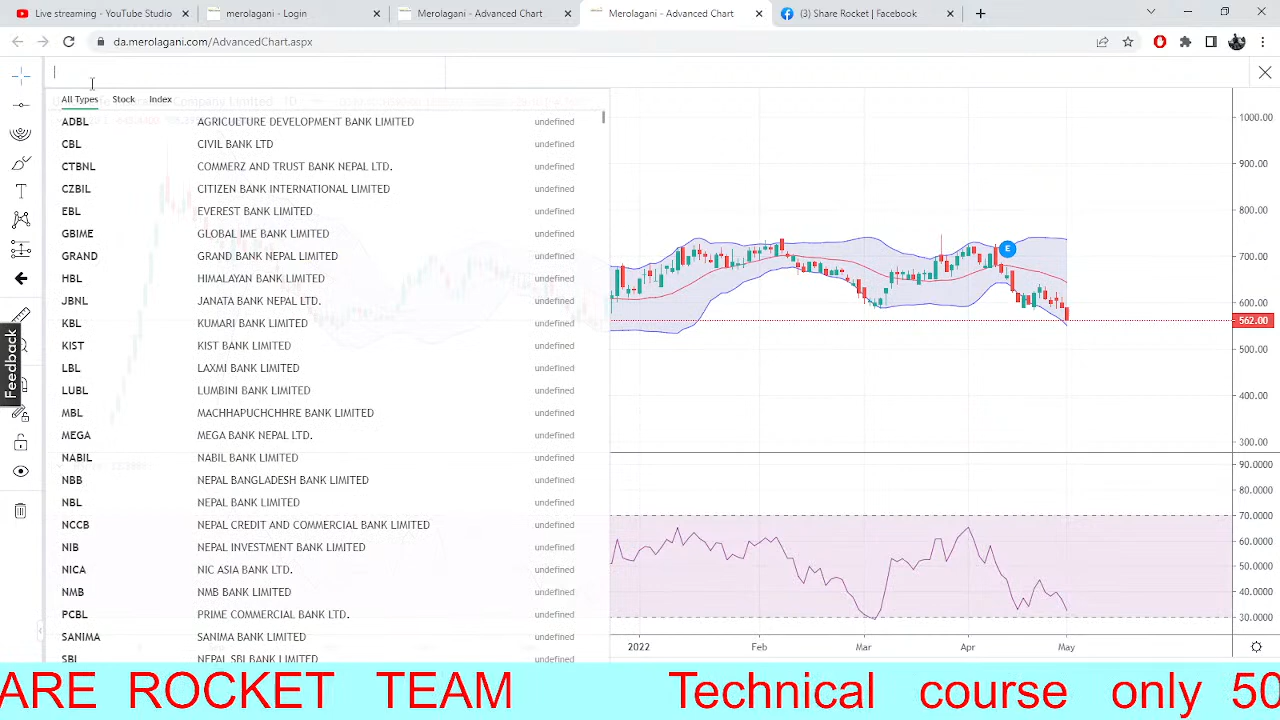 Live streaming - YouTube Studio
merolagani - Login
Merolagani - Advanced Chart
Merolagani - Advanced Chart
(3) Share Rocket | Facebook
da.merolagani.com/AdvancedChart.aspx
All Types Stock Index
ADBL AGRICULTURE DEVELOPMENT BANK LIMITED undefined
CBL CIVIL BANK LTD undefined
CTBNL COMMERZ AND TRUST BANK NEPAL LTD. undefined
CZBIL CITIZEN BANK INTERNATIONAL LIMITED undefined
EBL EVEREST BANK LIMITED undefined
GBIME GLOBAL IME BANK LIMITED undefined
GRAND GRAND BANK NEPAL LIMITED undefined
HBL HIMALAYAN BANK LIMITED undefined
JBNL JANATA BANK NEPAL LTD. undefined
KBL KUMARI BANK LIMITED undefined
KIST KIST BANK LIMITED undefined
LBL LAXMI BANK LIMITED undefined
LUBL LUMBINI BANK LIMITED undefined
MBL MACHHAPUCHCHHRE BANK LIMITED undefined
MEGA MEGA BANK NEPAL LTD. undefined
NABIL NABIL BANK LIMITED undefined
NBB NEPAL BANGLADESH BANK LIMITED undefined
NBL NEPAL BANK LIMITED undefined
NCCB NEPAL CREDIT AND COMMERCIAL BANK LIMITED undefined
NIB NEPAL INVESTMENT BANK LIMITED undefined
NICA NIC ASIA BANK LTD. undefined
NMB NMB BANK LIMITED undefined
PCBL PRIME COMMERCIAL BANK LTD. undefined
SANIMA SANIMA BANK LIMITED undefined
SBI NEPAL SBI BANK LIMITED undefined
Feedback
E
1000.00
900.00
800.00
700.00
600.00
562.00
500.00
400.00
300.00
90.0000
80.0000
70.0000
60.0000
50.0000
40.0000
30.0000
2022 Feb Mar Apr May
ARE ROCKET TEAM Technical course only 50